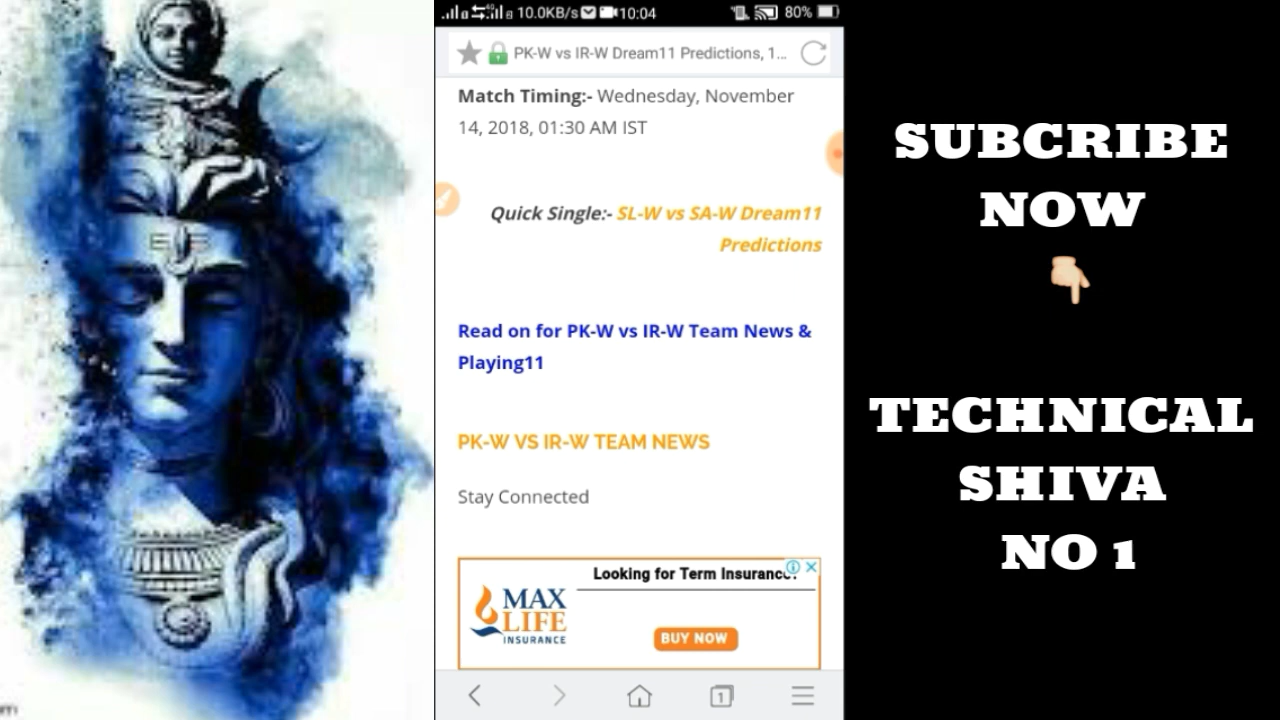 10.0KB/s 10:04 80%
PK-W vs IR-W Dream11 Predictions, 1...
Match Timing:- Wednesday, November
14, 2018, 01:30 AM IST
Quick Single:- SL-W vs SA-W Dream11
Predictions
Read on for PK-W vs IR-W Team News &
Playing11
PK-W VS IR-W TEAM NEWS
Stay Connected
Looking for Term Insurance?
MAX
LIFE
INSURANCE
BUY NOW
1
SUBCRIBE
NOW
👇🏻
TECHNICAL
SHIVA
NO 1